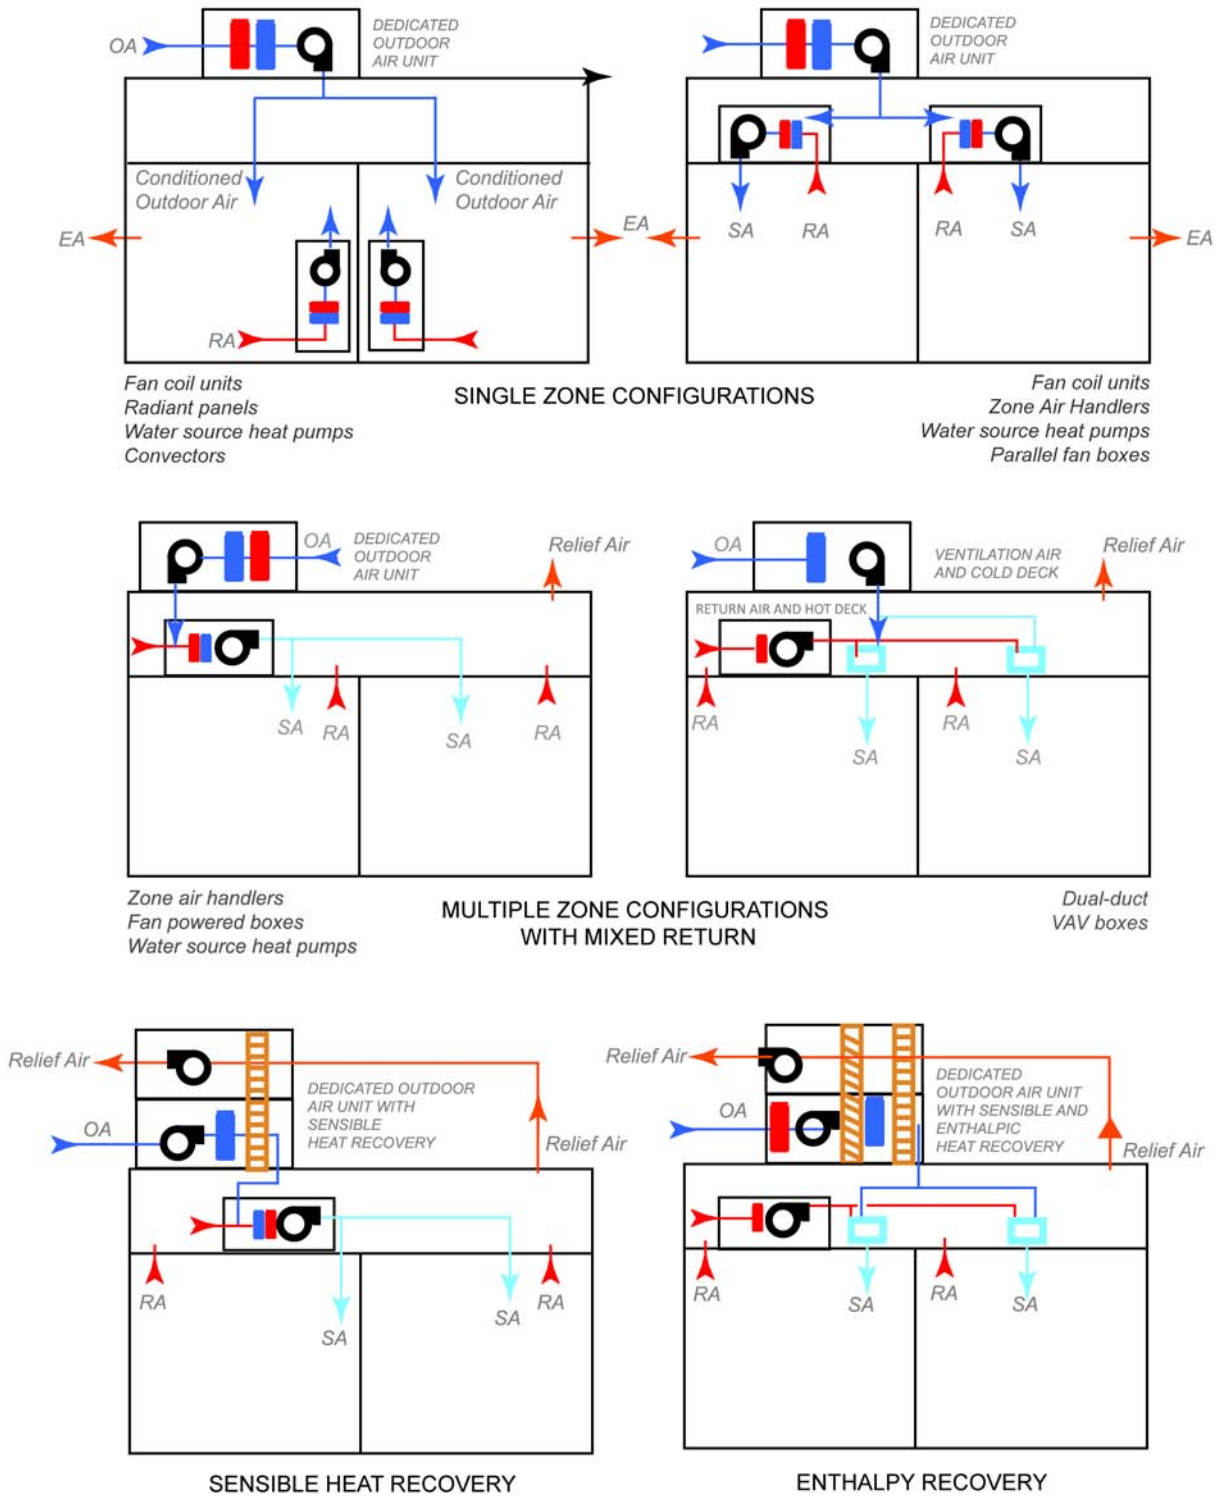 OA
DEDICATED
OUTDOOR
AIR UNIT
Conditioned
Outdoor Air
Conditioned
Outdoor Air
EA
RA
Fan coil units
Radiant panels
Water source heat pumps
Convectors
DEDICATED
OUTDOOR
AIR UNIT
SA
RA
RA
SA
EA
EA
SINGLE ZONE CONFIGURATIONS
Fan coil units
Zone Air Handlers
Water source heat pumps
Parallel fan boxes
OA
DEDICATED
OUTDOOR
AIR UNIT
Relief Air
SA
RA
SA
RA
Zone air handlers
Fan powered boxes
Water source heat pumps
OA
VENTILATION AIR
AND COLD DECK
Relief Air
RETURN AIR AND HOT DECK
RA
SA
RA
SA
MULTIPLE ZONE CONFIGURATIONS
WITH MIXED RETURN
Dual-duct
VAV boxes
Relief Air
OA
DEDICATED OUTDOOR
AIR UNIT WITH
SENSIBLE
HEAT RECOVERY
Relief Air
RA
SA
SA
RA
SENSIBLE HEAT RECOVERY
Relief Air
OA
DEDICATED
OUTDOOR AIR UNIT
WITH SENSIBLE AND
ENTHALPIC
HEAT RECOVERY
Relief Air
RA
SA
RA
SA
ENTHALPY RECOVERY